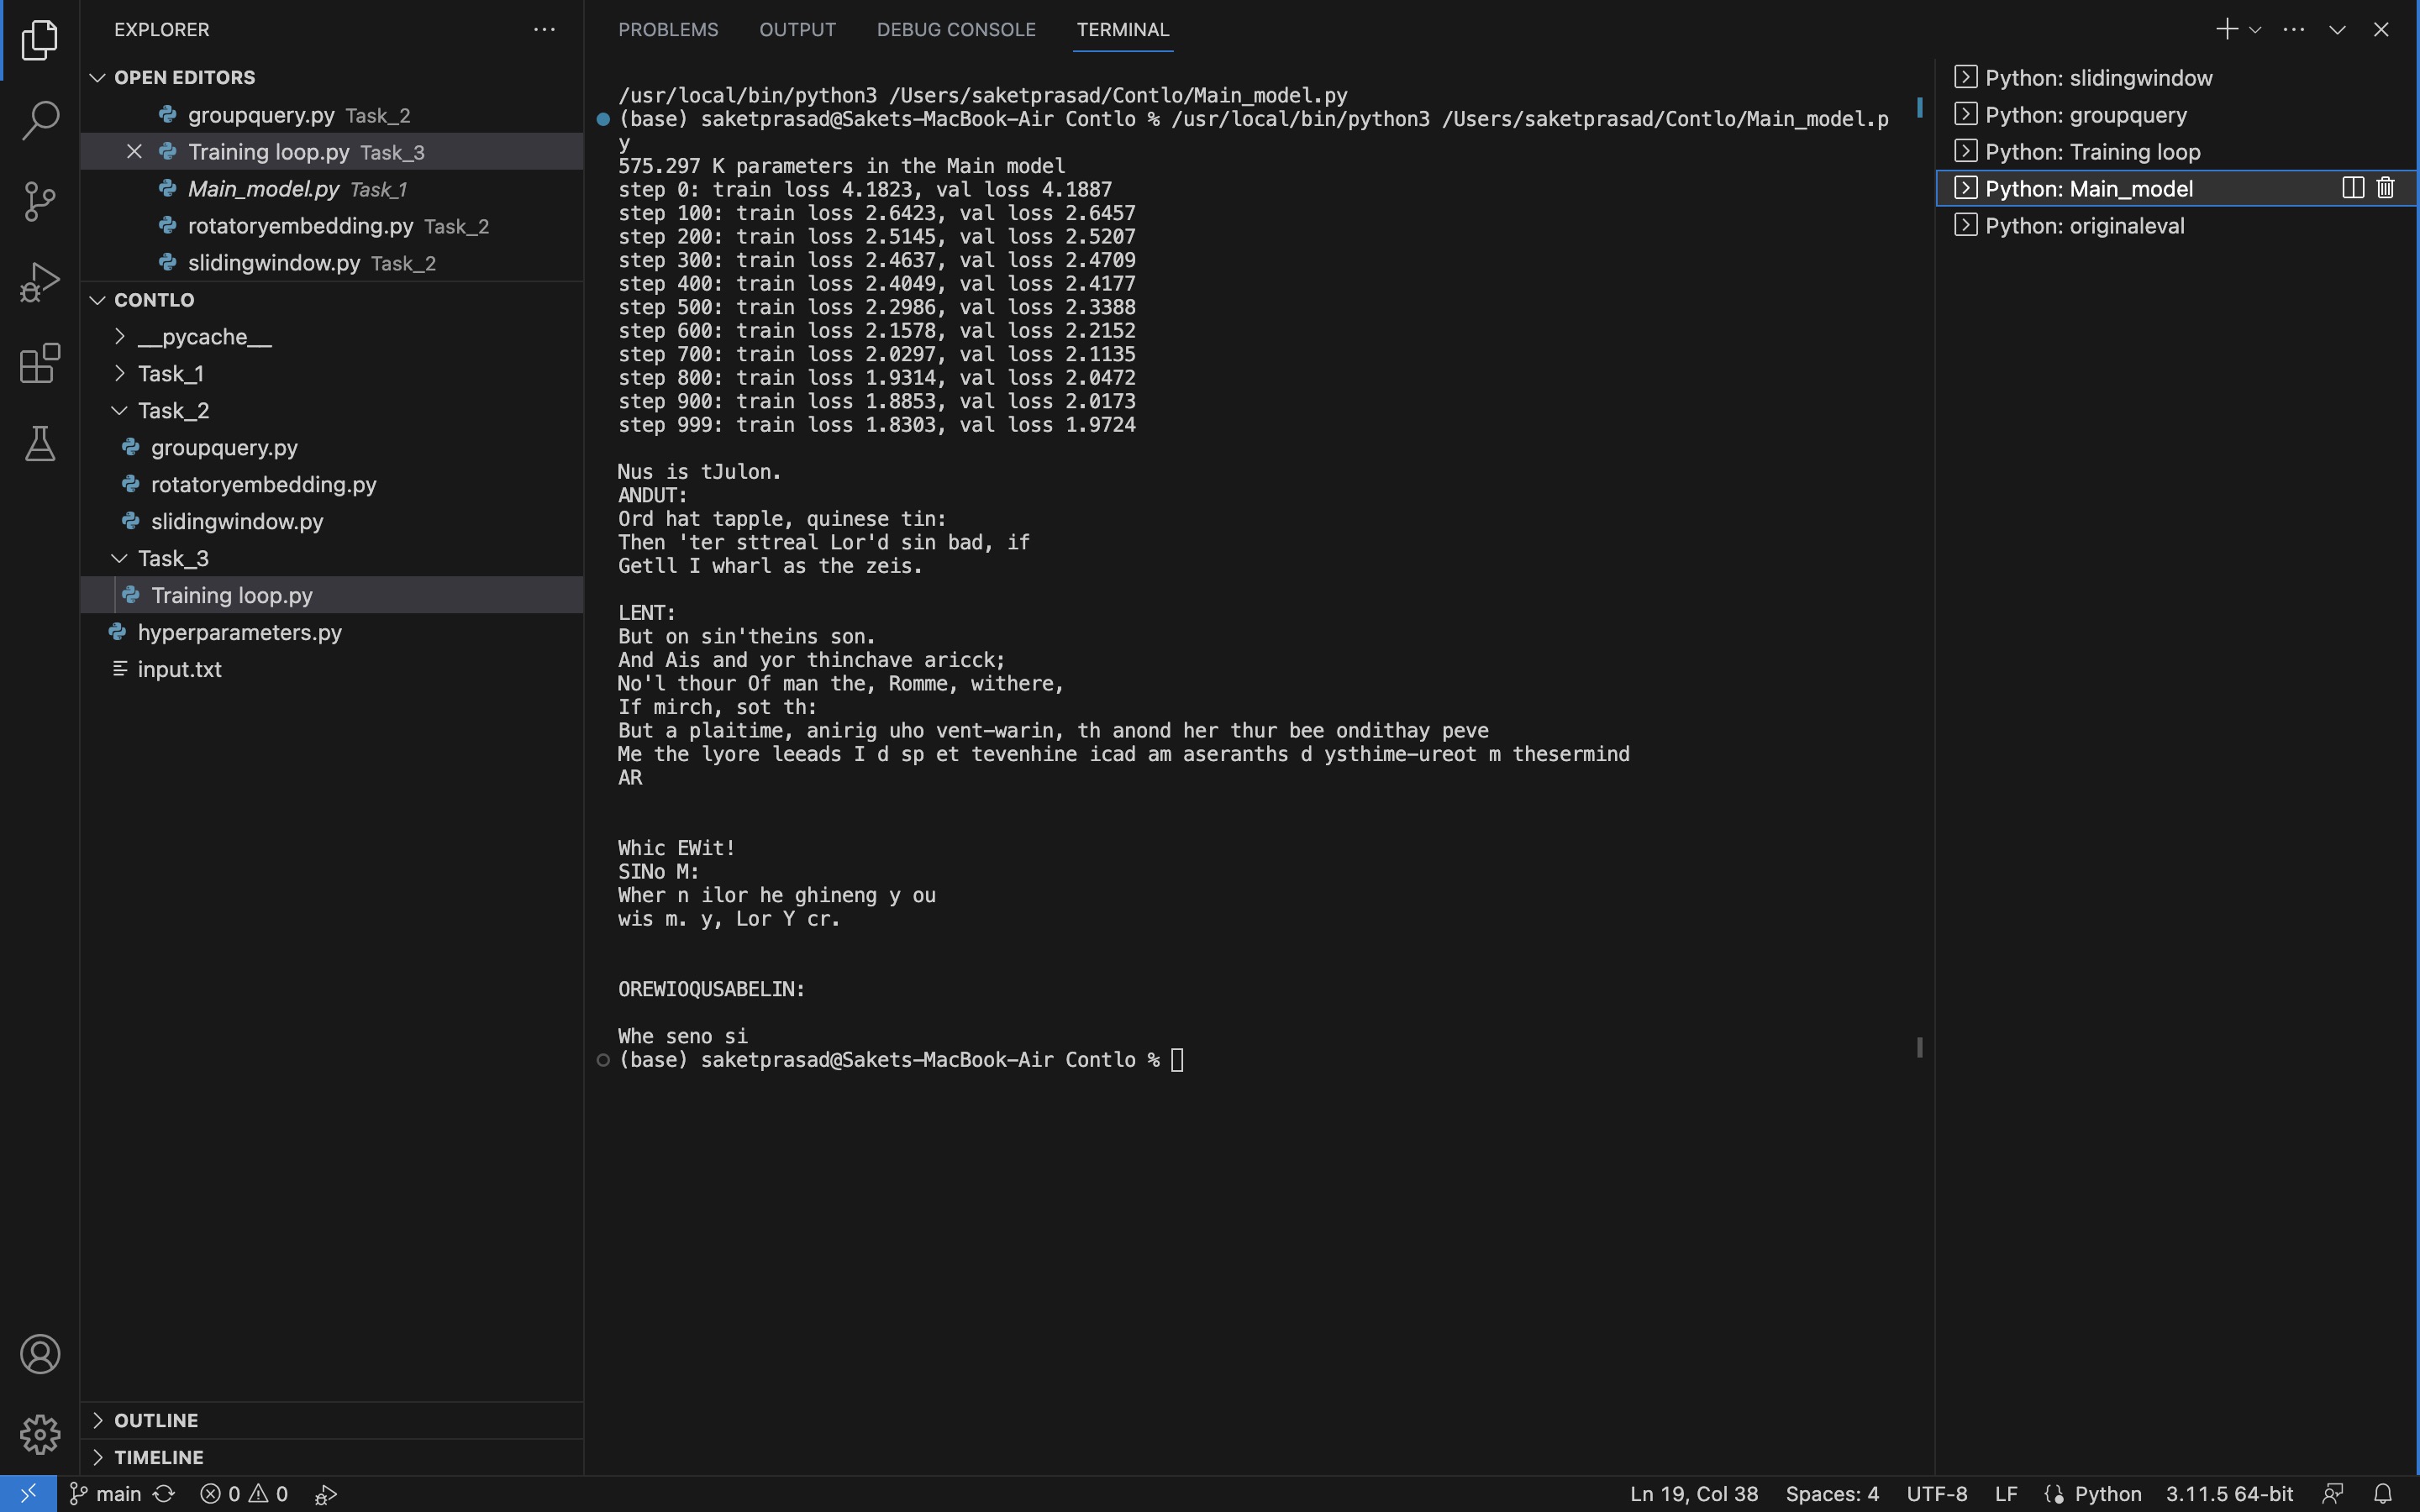 EXPLORER
OPEN EDITORS
groupquery.py Task_2
Training loop.py Task_3
Main_model.py Task_1
rotatoryembedding.py Task_2
slidingwindow.py Task_2
CONTLO
__pycache__
Task_1
Task_2
groupquery.py
rotatoryembedding.py
slidingwindow.py
Task_3
Training loop.py
hyperparameters.py
input.txt
OUTLINE
TIMELINE
PROBLEMS OUTPUT DEBUG CONSOLE TERMINAL
/usr/local/bin/python3 /Users/saketprasad/Contlo/Main_model.py
(base) saketprasad@Sakets-MacBook-Air Contlo % /usr/local/bin/python3 /Users/saketprasad/Contlo/Main_model.p
y
575.297 K parameters in the Main model
step 0: train loss 4.1823, val loss 4.1887
step 100: train loss 2.6423, val loss 2.6457
step 200: train loss 2.5145, val loss 2.5207
step 300: train loss 2.4637, val loss 2.4709
step 400: train loss 2.4049, val loss 2.4177
step 500: train loss 2.2986, val loss 2.3388
step 600: train loss 2.1578, val loss 2.2152
step 700: train loss 2.0297, val loss 2.1135
step 800: train loss 1.9314, val loss 2.0472
step 900: train loss 1.8853, val loss 2.0173
step 999: train loss 1.8303, val loss 1.9724
Nus is tJulon.
ANDUT:
Ord hat tapple, quinese tin:
Then 'ter sttreal Lor'd sin bad, if
Getll I wharl as the zeis.
LENT:
But on sin'theins son.
And Ais and yor thinchave aricck;
No'l thour Of man the, Romme, withere,
If mirch, sot th:
But a plaitime, anirig uho vent-warin, th anond her thur bee ondithay peve
Me the lyore leeads I d sp et tevenhine icad am aseranths d ysthime-ureot m thesermind
AR
Whic EWit!
SINo M:
Wher n ilor he ghineng y ou
wis m. y, Lor Y cr.
OREWIOQUSABELIN:
Whe seno si
(base) saketprasad@Sakets-MacBook-Air Contlo %
Python: slidingwindow
Python: groupquery
Python: Training loop
Python: Main_model
Python: originaleval
main 0 0 Ln 19, Col 38 Spaces: 4 UTF-8 LF Python 3.11.5 64-bit